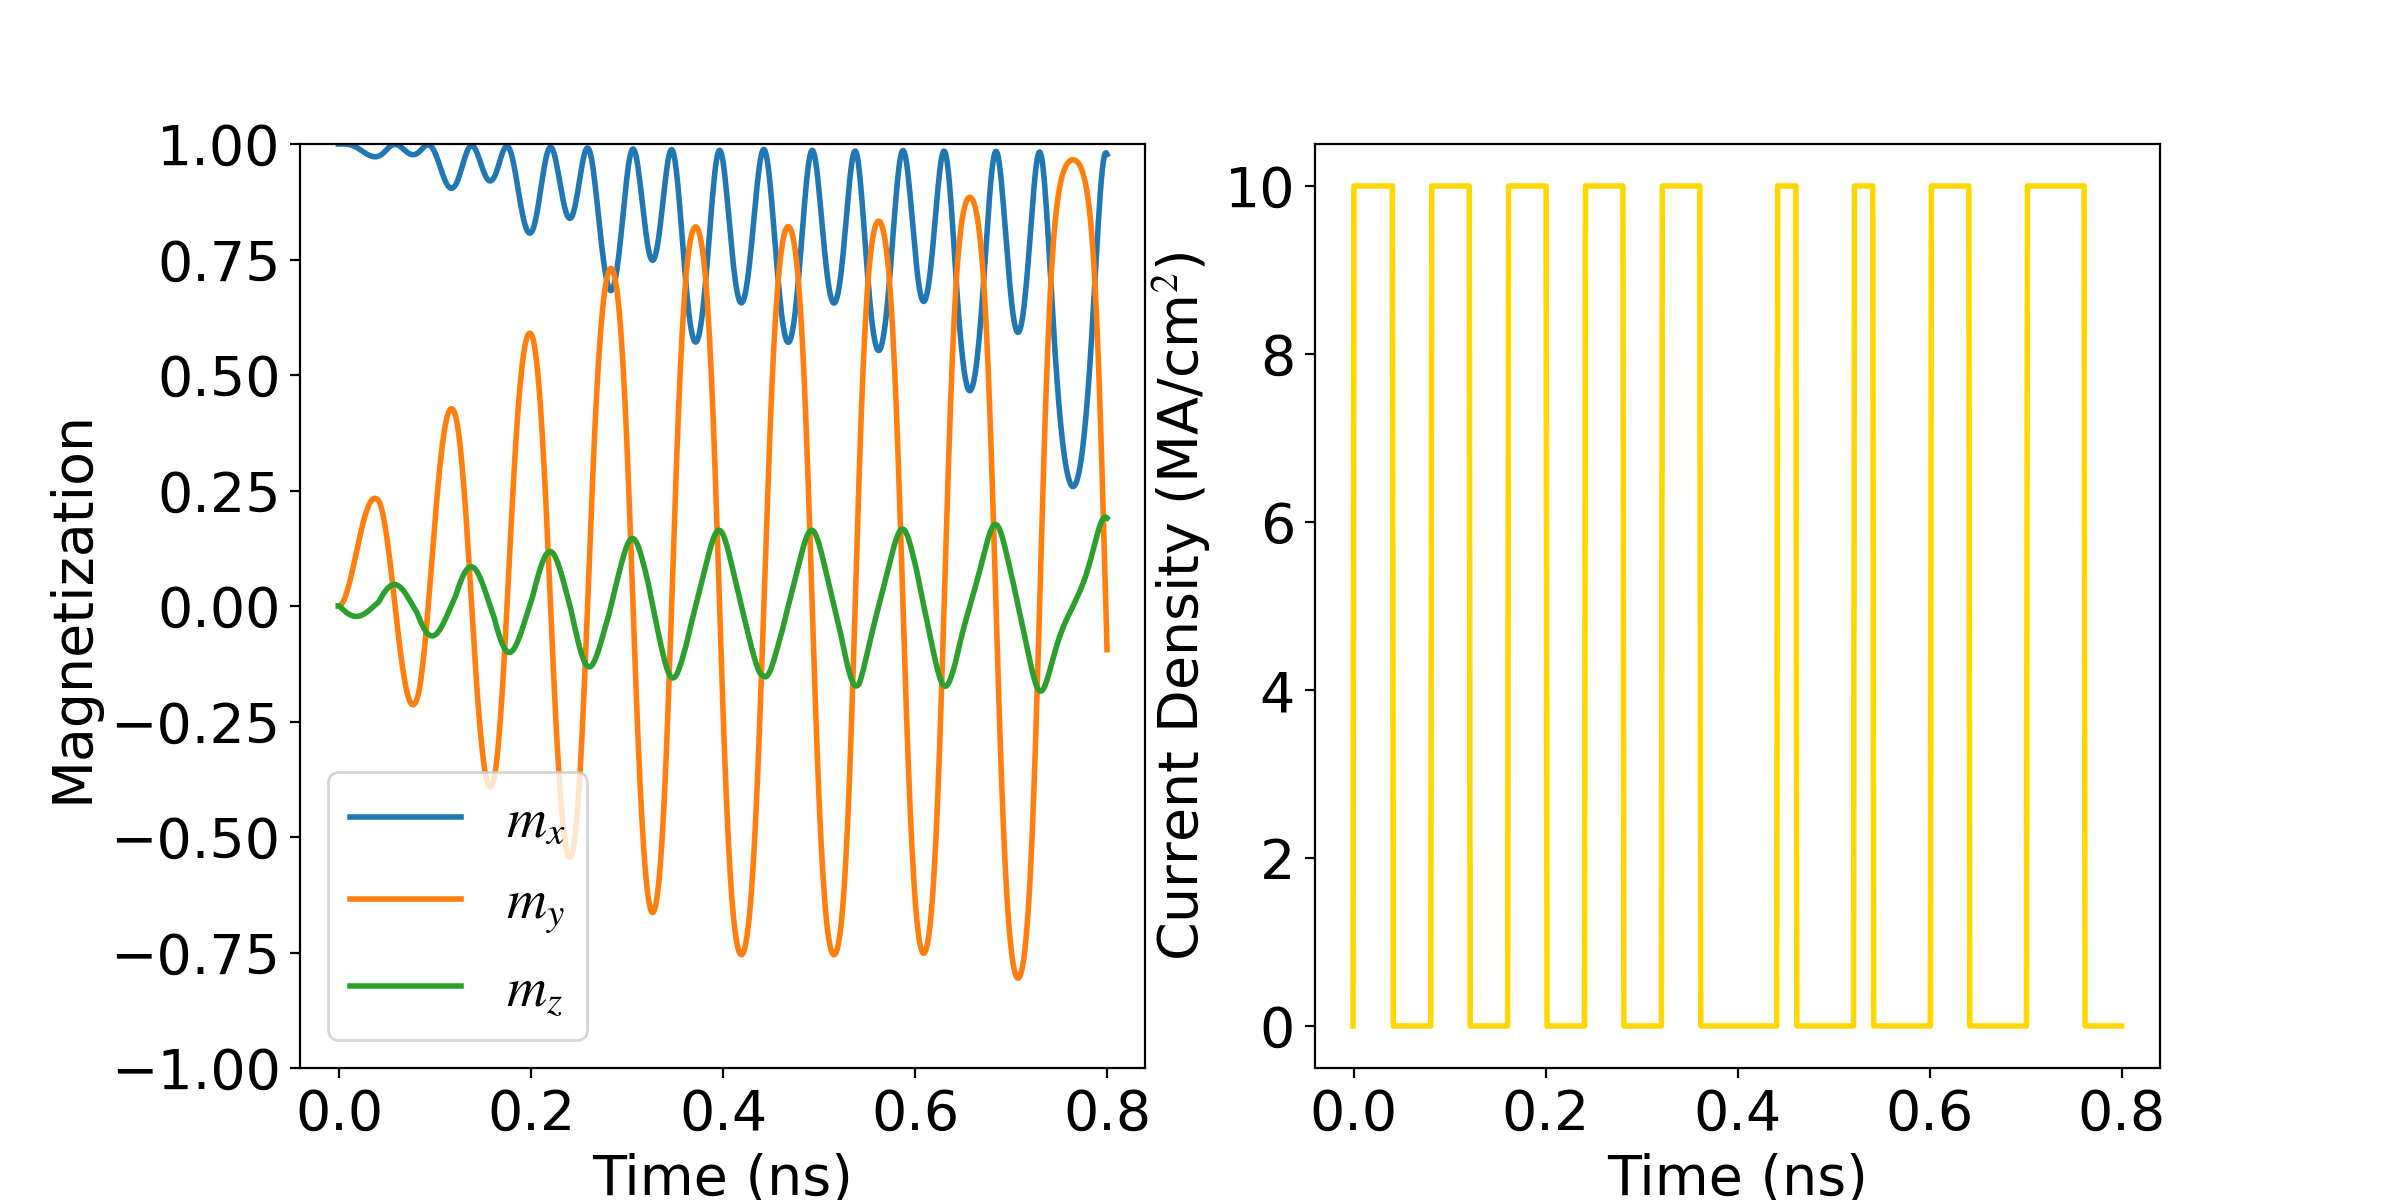 Magnetization
1.00
0.75
0.50
0.25
0.00
−0.25
−0.50
−0.75
−1.00
m_x
m_y
m_z
0.0 0.2 0.4 0.6 0.8
Time (ns)
Current Density (MA/cm²)
10
8
6
4
2
0
0.0 0.2 0.4 0.6 0.8
Time (ns)